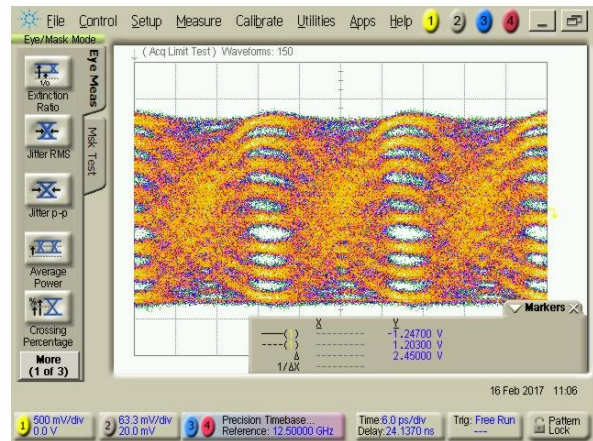 File Control Setup Measure Calibrate Utilities Apps Help 1 2 3 4
Eye/Mask Mode
( Acq Limit Test ) Waveforms: 150
Eye Meas
Msk Test
Extinction
Ratio
Jitter RMS
Jitter p-p
Average
Power
Crossing
Percentage
More
(1 of 3)
Markers X
X Y
----(1) -------- -1.24700 V
----(1) -------- 1.20300 V
Δ -------- 2.45000 V
1/ΔX --------
16 Feb 2017 11:06
1 500 mV/div
0.0 V
2 63.3 mV/div
20.0 mV
3 4 Precision Timebase...
Reference: 12.50000 GHz
Time:6.0 ps/div
Delay:24.1370 ns
Trig: Free Run
---
Pattern
Lock